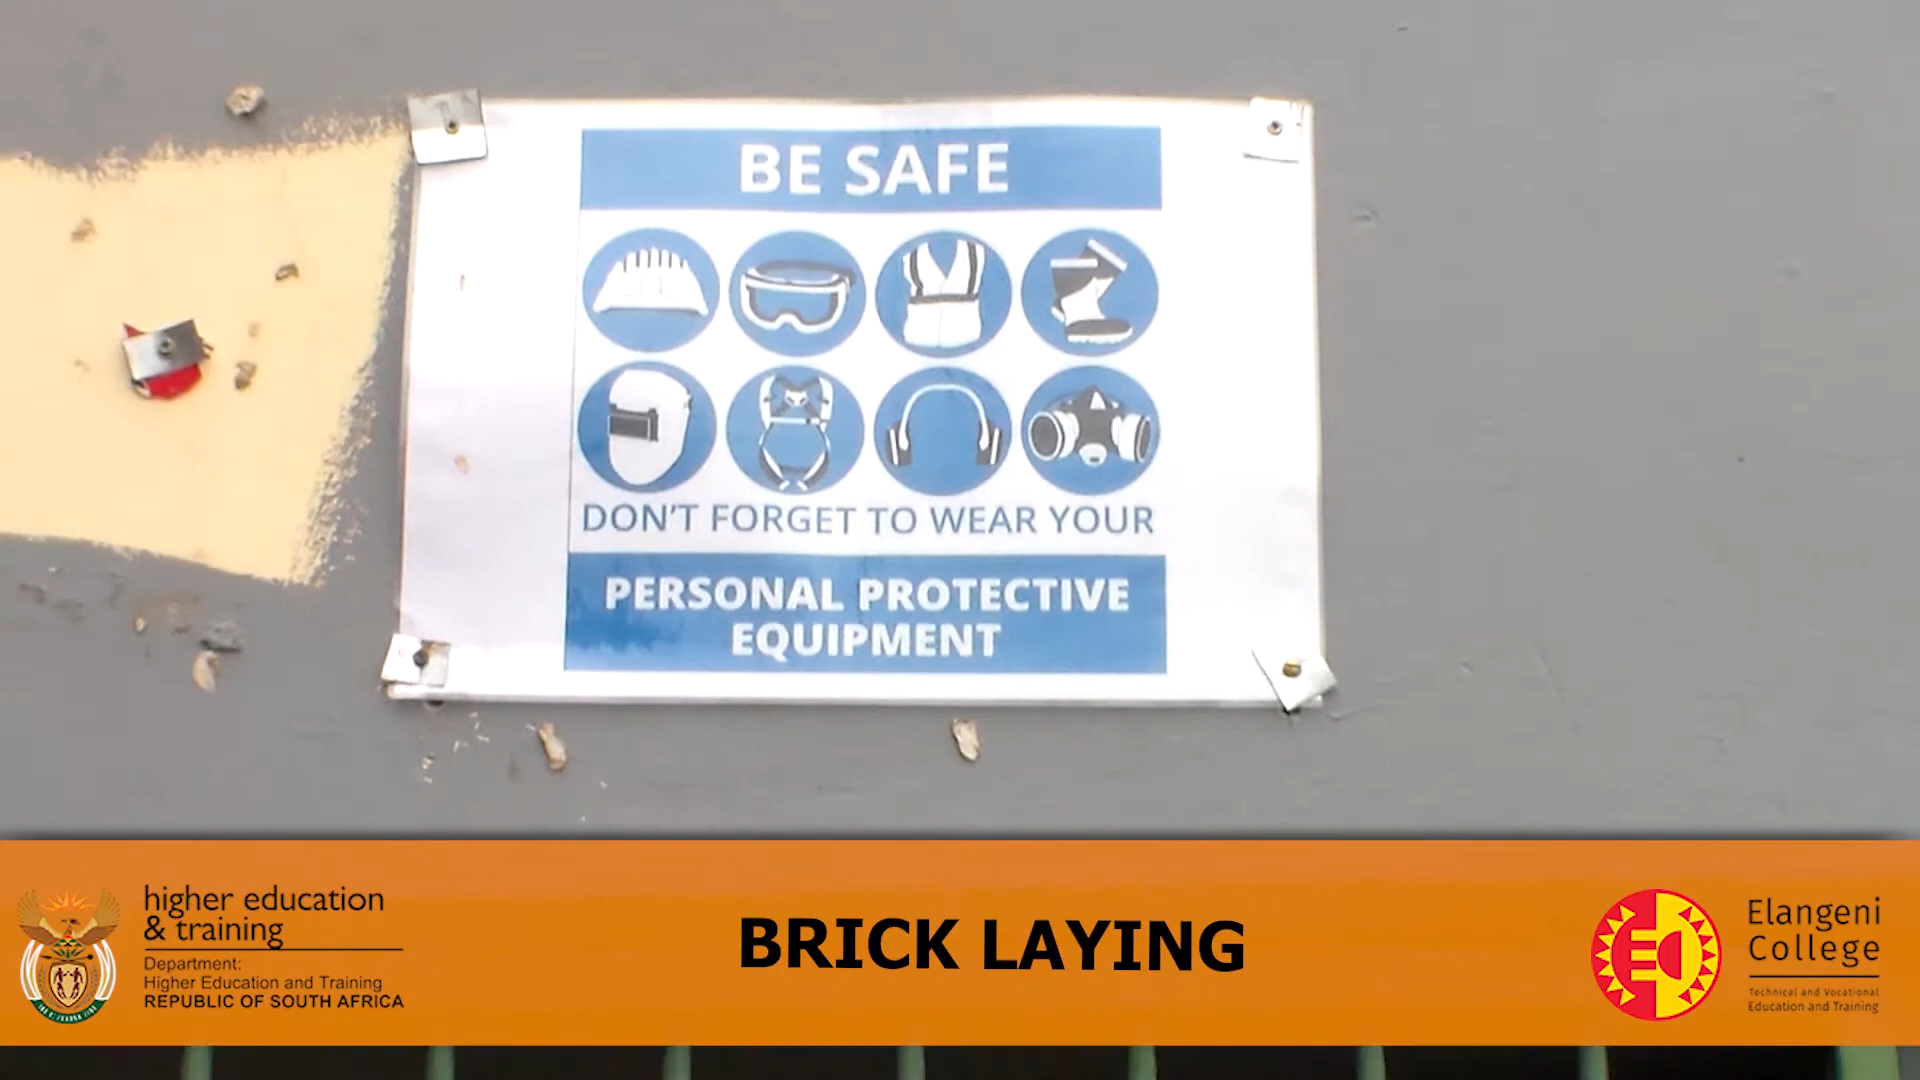 BE SAFE
DON'T FORGET TO WEAR YOUR
PERSONAL PROTECTIVE
EQUIPMENT
higher education
& training
Department:
Higher Education and Training
REPUBLIC OF SOUTH AFRICA
BRICK LAYING
Elangeni
College
Technical and Vocational
Education and Training